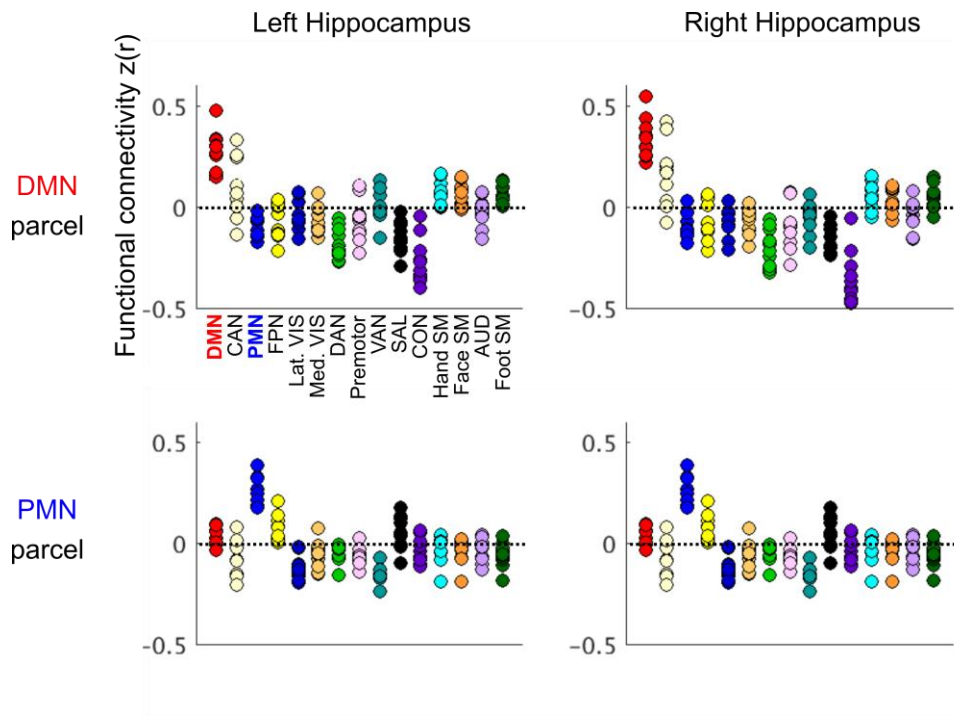 Left Hippocampus
Right Hippocampus
Functional connectivity z(r)
DMN
parcel
0.5
0
-0.5
0.5
0
-0.5
DMN
CAN
PMN
FPN
Lat. VIS
Med. VIS
DAN
Premotor
VAN
SAL
CON
Hand SM
Face SM
AUD
Foot SM
PMN
parcel
0.5
0
-0.5
0.5
0
-0.5